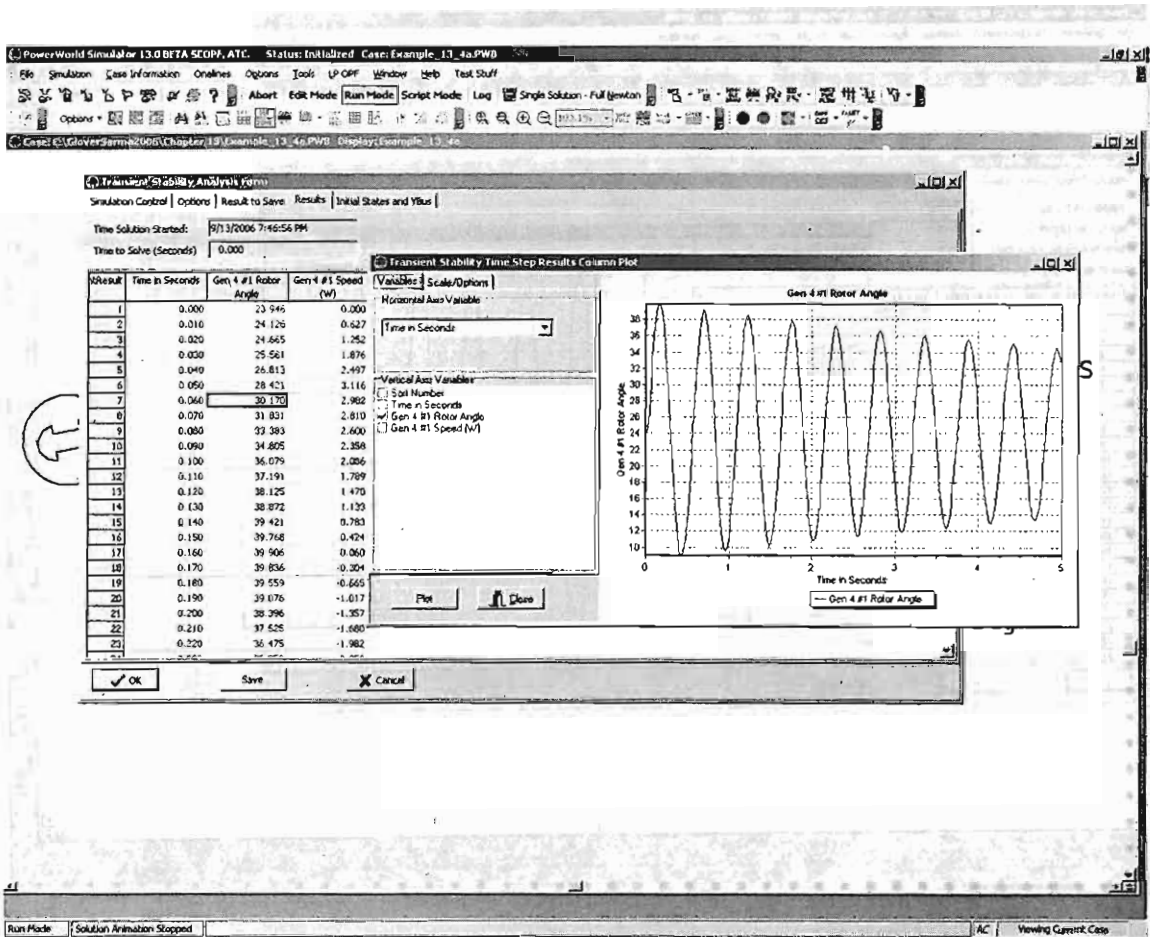 PowerWorld Simulator 13.0 BETA SCOPF, ATC. Status: Initialized Case: Example_13_4a.PWB
File Simulation Case Information Onelines Options Tools LP OPF Window Help Test Stuff
Abort Edit Mode Run Mode Script Mode Log Single Solution - Full Newton
Options
Case: C:\GloverSarma2006\Chapter 13\Example_13_4a.PWB Display: Example_13_4a
Transient Stability Analysis Form
Simulation Control Options Result to Save Results Initial States and YBus
Time Solution Started: 9/13/2006 7:46:56 PM
Time to Solve (Seconds) 0.000
Time in Seconds Gen 4 #1 Rotor Angle Gen 4 #1 Speed (W)
1 0.000 23.946 0.000
2 0.010 24.126 0.627
3 0.020 24.665 1.252
4 0.030 25.561 1.876
5 0.040 26.813 2.497
6 0.050 28.421 3.116
7 0.060 30.170 2.982
8 0.070 31.831 2.810
9 0.080 33.383 2.600
10 0.090 34.805 2.358
11 0.100 36.079 2.086
12 0.110 37.191 1.789
13 0.120 38.125 1.470
14 0.130 38.872 1.133
15 0.140 39.421 0.783
16 0.150 39.768 0.424
17 0.160 39.906 0.060
18 0.170 39.836 -0.304
19 0.180 39.559 -0.665
20 0.190 39.076 -1.017
21 0.200 38.396 -1.357
22 0.210 37.525 -1.680
23 0.220 36.475 -1.982
OK Save Cancel
Transient Stability Time Step Results Column Plot
Variables Scale/Options
Horizontal Axis Variable
Time in Seconds
Vertical Axis Variables
Sort Number
Time in Seconds
Gen 4 #1 Rotor Angle
Gen 4 #1 Speed (W)
Plot Close
Gen 4 #1 Rotor Angle
Gen 4 #1 Rotor Angle
38
36
34
32
30
28
26
24
22
20
18
16
14
12
10
0 1 2 3 4 5
Time in Seconds
Gen 4 #1 Rotor Angle
S
Run Mode Solution Animation Stopped AC Viewing Current Case